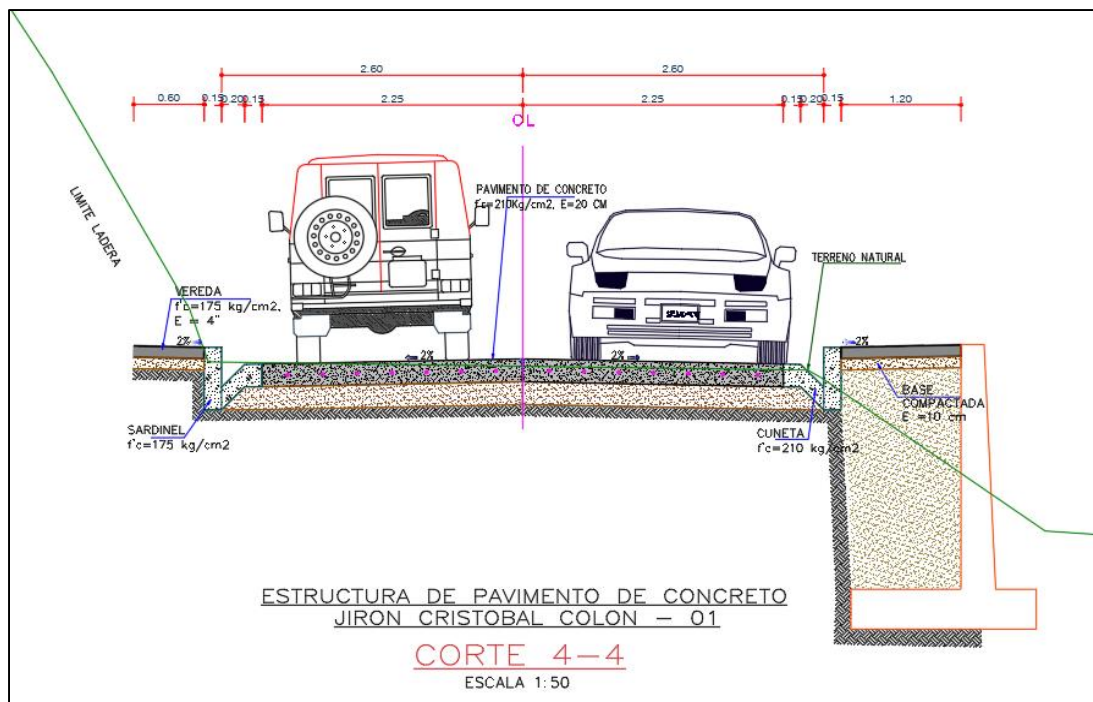 2.60 2.60
0.60 0.15 0.20 0.15 2.25 2.25 0.15 0.20 0.15 1.20
CL
LIMITE LADERA
PAVIMENTO DE CONCRETO
f'c=210Kg/cm2, E=20 CM
TERRENO NATURAL
VEREDA
f'c=175 kg/cm2,
E = 4"
2% 2% 2% 2%
BASE
COMPACTADA
E =10 cm
SARDINEL
f'c=175 kg/cm2
CUNETA
f'c=210 kg/cm2
ESTRUCTURA DE PAVIMENTO DE CONCRETO
JIRON CRISTOBAL COLON - 01
CORTE 4-4
ESCALA 1:50